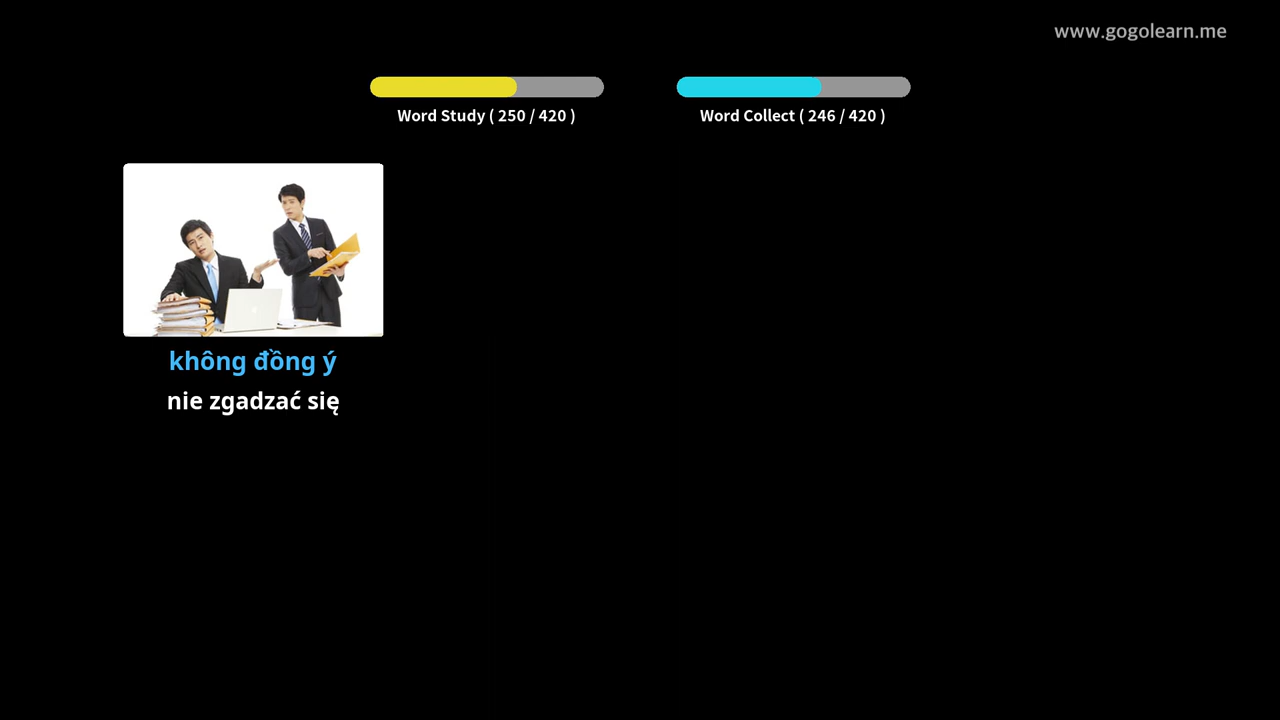 www.gogolearn.me
Word Study ( 250 / 420 )
Word Collect ( 246 / 420 )
không đồng ý
nie zgadzać się